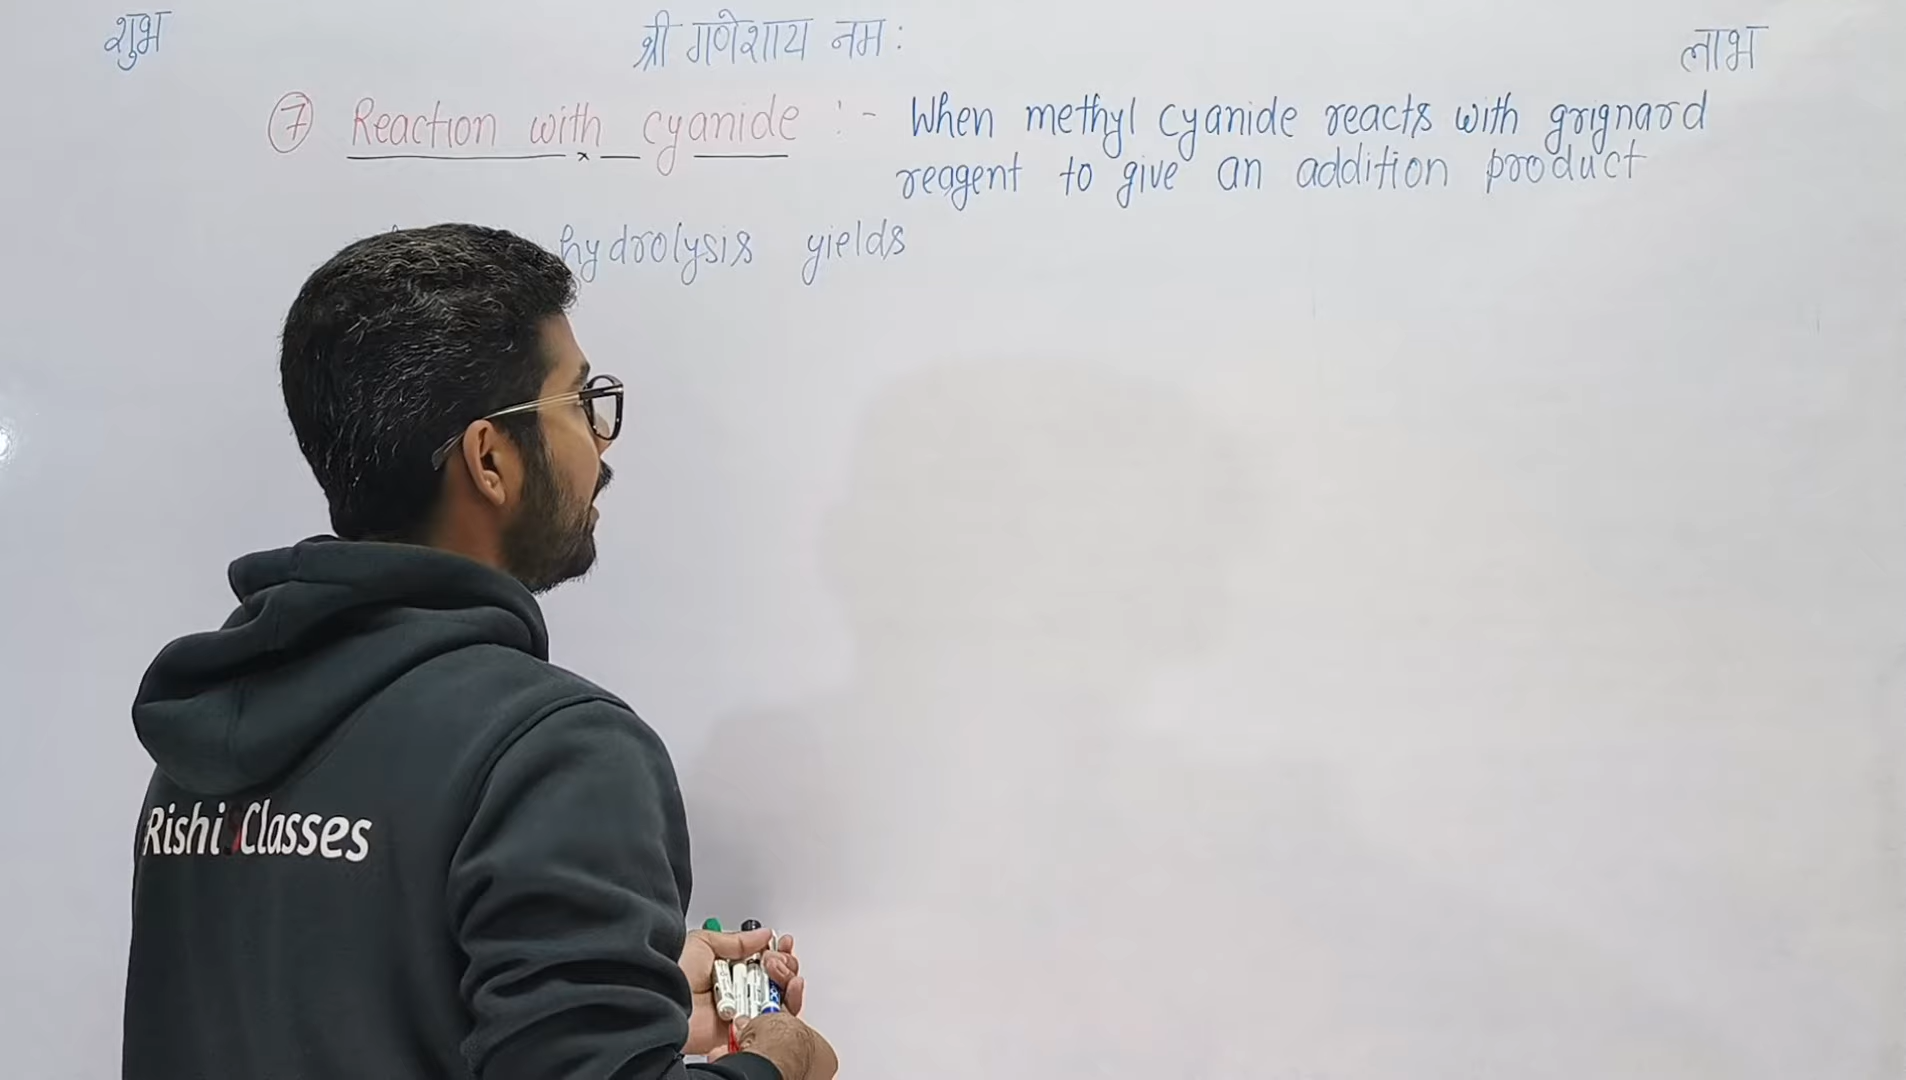 शुभ श्री गणेशाय नमः लाभ
⑦ Reaction with cyanide :- When methyl cyanide reacts with grignard
reagent to give an addition product
hydrolysis yields
Rishi Classes